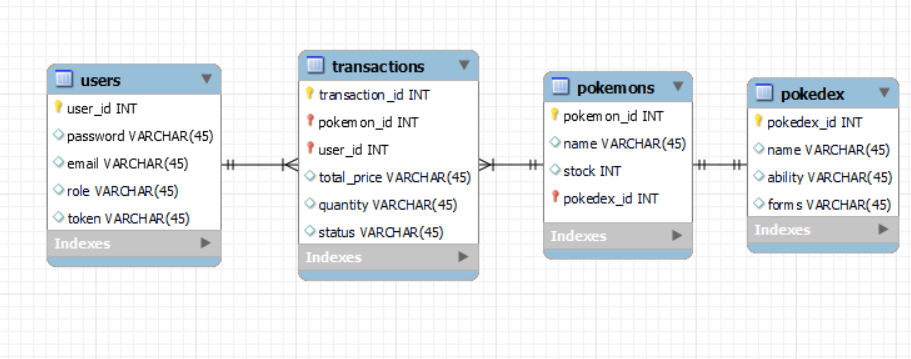 users
user_id INT
password VARCHAR(45)
email VARCHAR(45)
role VARCHAR(45)
token VARCHAR(45)
Indexes
transactions
transaction_id INT
pokemon_id INT
user_id INT
total_price VARCHAR(45)
quantity VARCHAR(45)
status VARCHAR(45)
Indexes
pokemons
pokemon_id INT
name VARCHAR(45)
stock INT
pokedex_id INT
Indexes
pokedex
pokedex_id INT
name VARCHAR(45)
ability VARCHAR(45)
forms VARCHAR(45)
Indexes